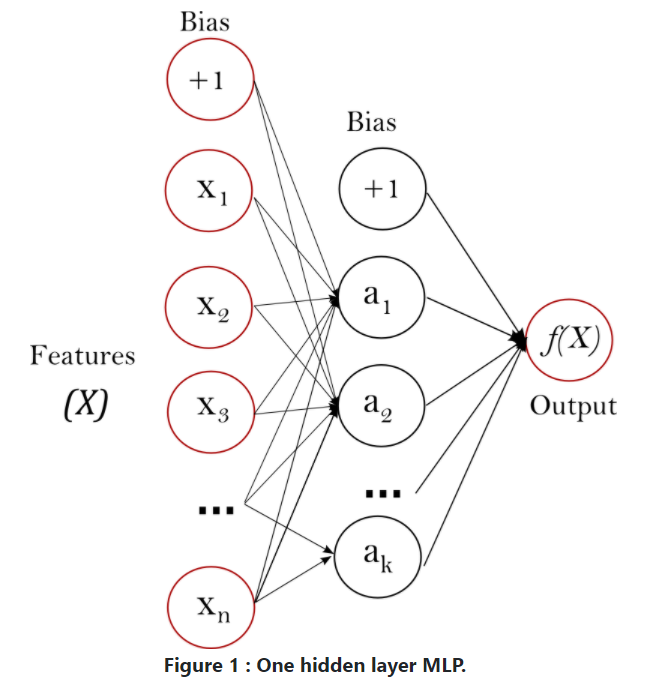 Bias
+1
Bias
x₁
+1
x₂
a₁
Features
(X)
f(X)
x₃
a₂
Output
...
...
aₖ
xₙ
Figure 1 : One hidden layer MLP.